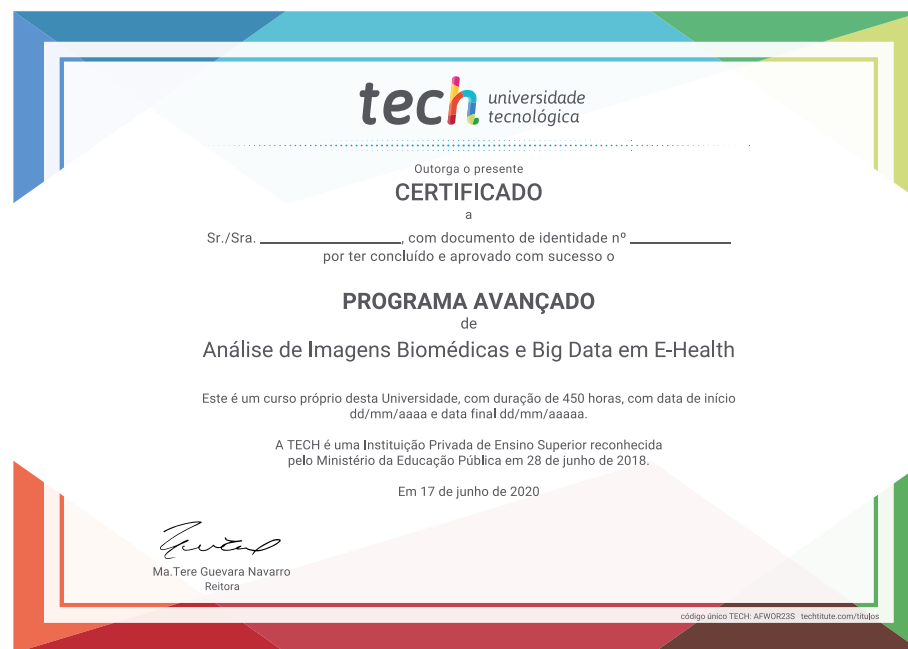 tech universidade
tecnológica
Outorga o presente
CERTIFICADO
a
Sr./Sra. ________________, com documento de identidade nº ____________
por ter concluído e aprovado com sucesso o
PROGRAMA AVANÇADO
de
Análise de Imagens Biomédicas e Big Data em E-Health
Este é um curso próprio desta Universidade, com duração de 450 horas, com data de início
dd/mm/aaaa e data final dd/mm/aaaaa.
A TECH é uma Instituição Privada de Ensino Superior reconhecida
pelo Ministério da Educação Pública em 28 de junho de 2018.
Em 17 de junho de 2020
Ma.Tere Guevara Navarro
Reitora
código único TECH: AFWOR23S techtitute.com/titulos